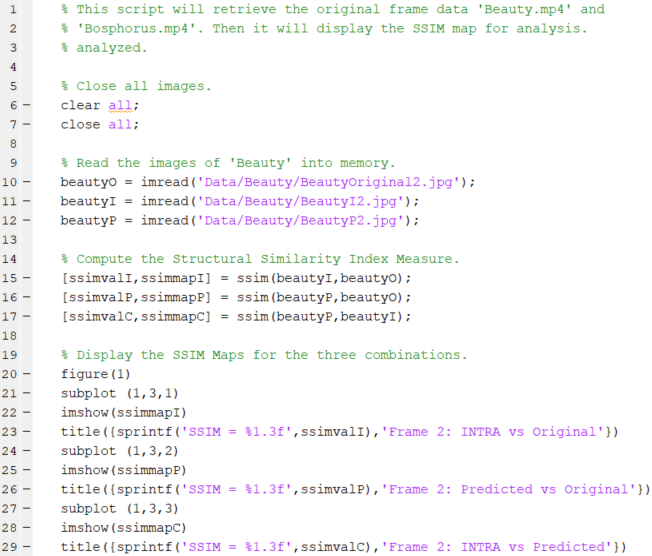 1 % This script will retrieve the original frame data 'Beauty.mp4' and
2 % 'Bosphorus.mp4'. Then it will display the SSIM map for analysis.
3 % analyzed.
4
5 % Close all images.
6 - clear all;
7 - close all;
8
9 % Read the images of 'Beauty' into memory.
10 - beautyO = imread('Data/Beauty/BeautyOriginal2.jpg');
11 - beautyI = imread('Data/Beauty/BeautyI2.jpg');
12 - beautyP = imread('Data/Beauty/BeautyP2.jpg');
13
14 % Compute the Structural Similarity Index Measure.
15 - [ssimvalI,ssimmapI] = ssim(beautyI,beautyO);
16 - [ssimvalP,ssimmapP] = ssim(beautyP,beautyO);
17 - [ssimvalC,ssimmapC] = ssim(beautyP,beautyI);
18
19 % Display the SSIM Maps for the three combinations.
20 - figure(1)
21 - subplot (1,3,1)
22 - imshow(ssimmapI)
23 - title({sprintf('SSIM = %1.3f',ssimvalI),'Frame 2: INTRA vs Original'})
24 - subplot (1,3,2)
25 - imshow(ssimmapP)
26 - title({sprintf('SSIM = %1.3f',ssimvalP),'Frame 2: Predicted vs Original'})
27 - subplot (1,3,3)
28 - imshow(ssimmapC)
29 - title({sprintf('SSIM = %1.3f',ssimvalC),'Frame 2: INTRA vs Predicted'})